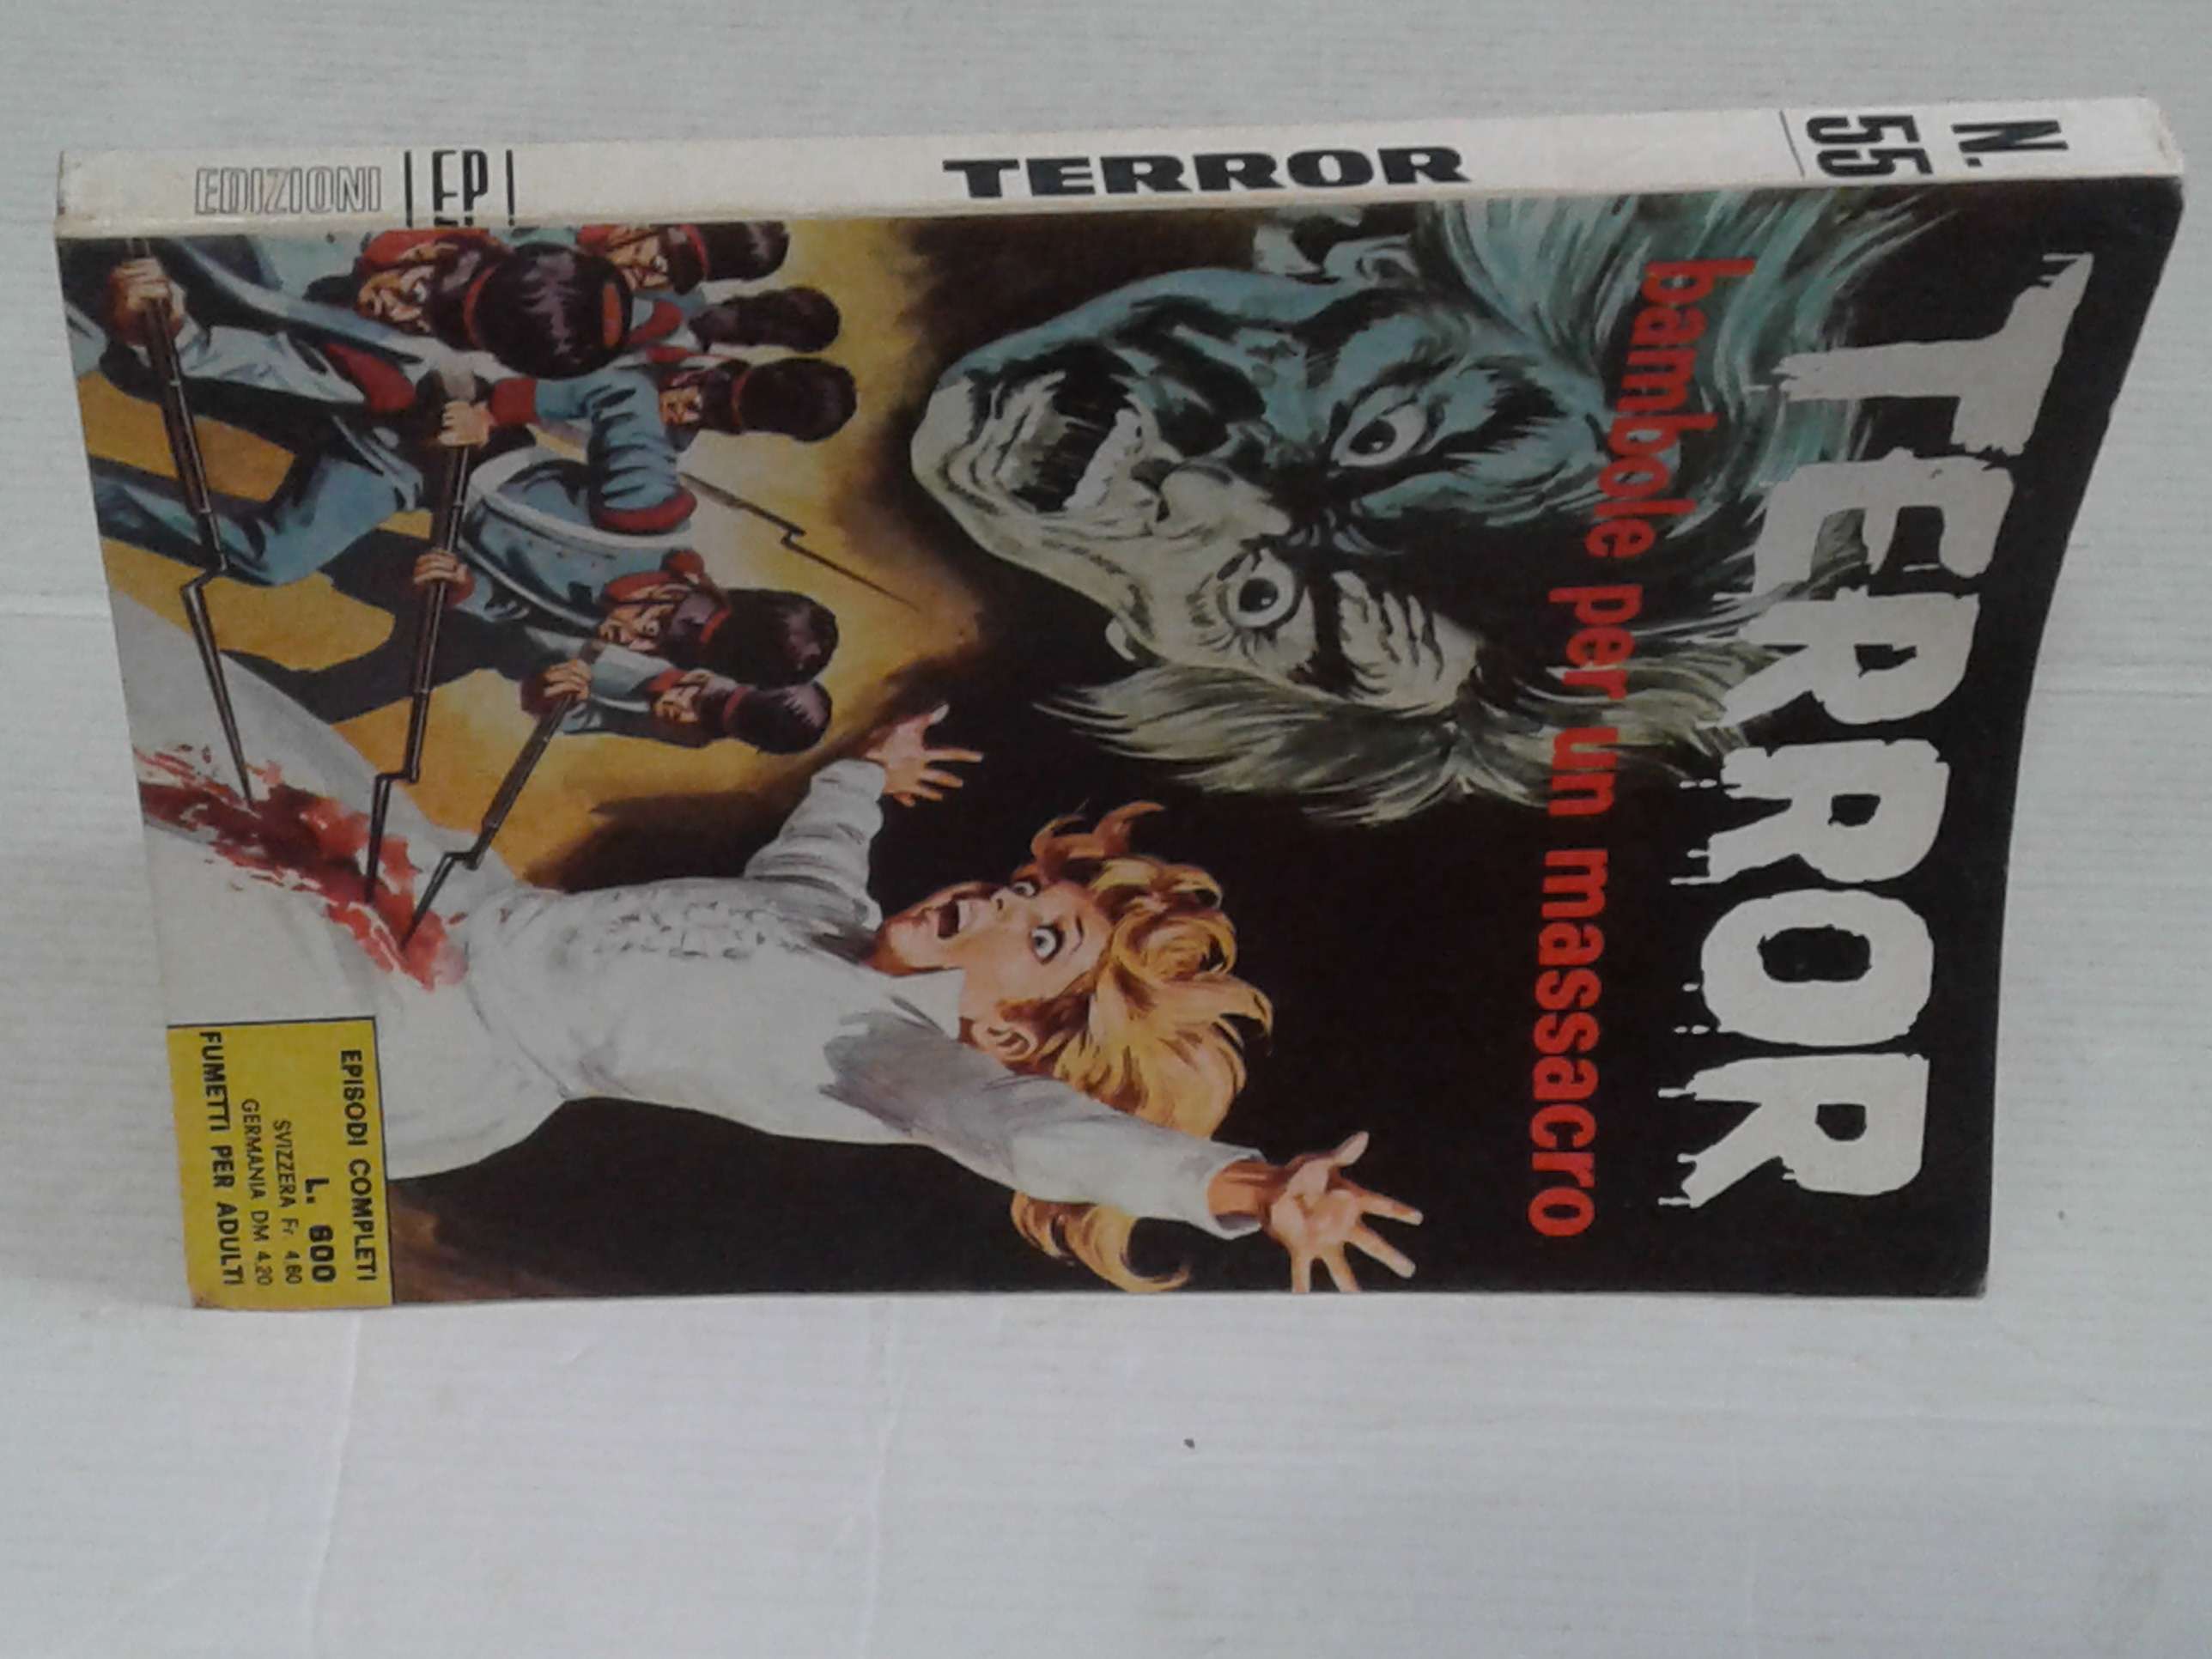 N.
55
TERROR
EP
EDIZIONI
TERROR
bambole per un massacro
EPISODI COMPLETI
L. 600
SVIZZERA Fr. 4.60
GERMANIA DM 4.20
FUMETTI PER ADULTI